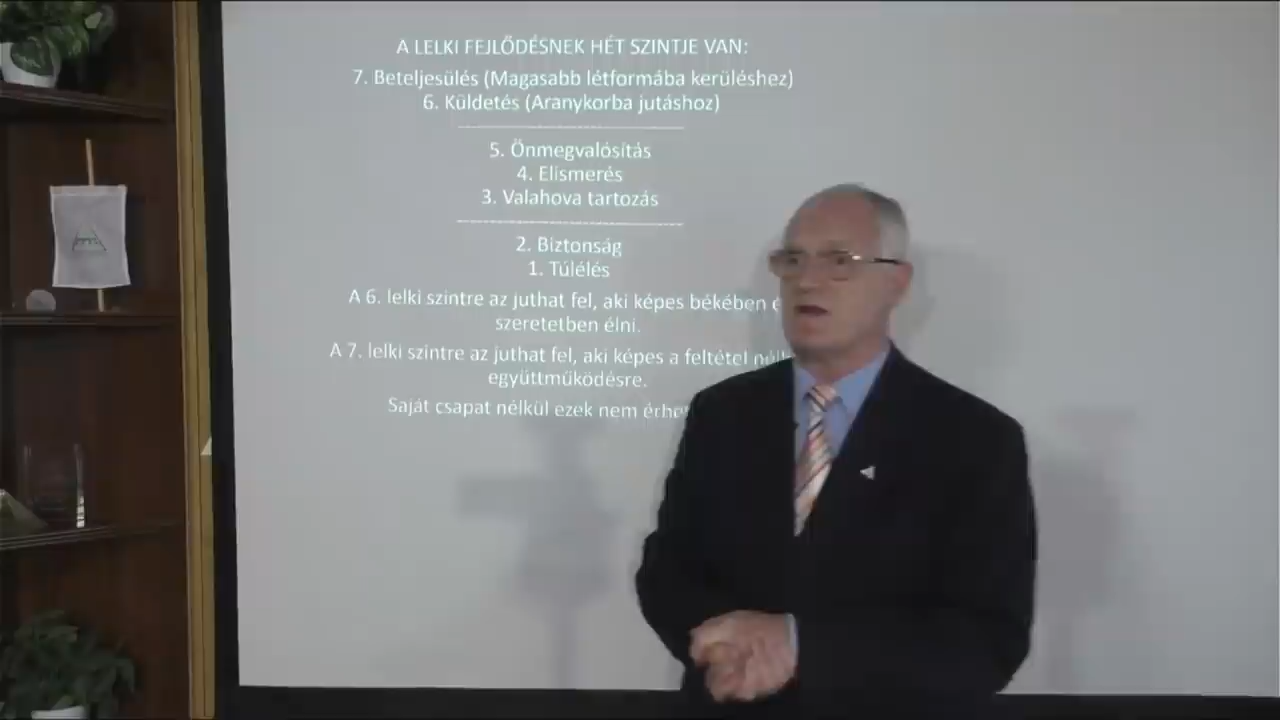 A LELKI FEJLŐDÉSNEK HÉT SZINTJE VAN:
7. Beteljesülés (Magasabb létformába kerüléshez)
6. Küldetés (Aranykorba jutáshoz)
5. Önmegvalósítás
4. Elismerés
3. Valahova tartozás
2. Biztonság
1. Túlélés
A 6. lelki szintre az juthat fel, aki képes békében
szeretetben élni.
A 7. lelki szintre az juthat fel, aki képes a feltétel
együttműködésre.
Saját csapat nélkül ezek nem